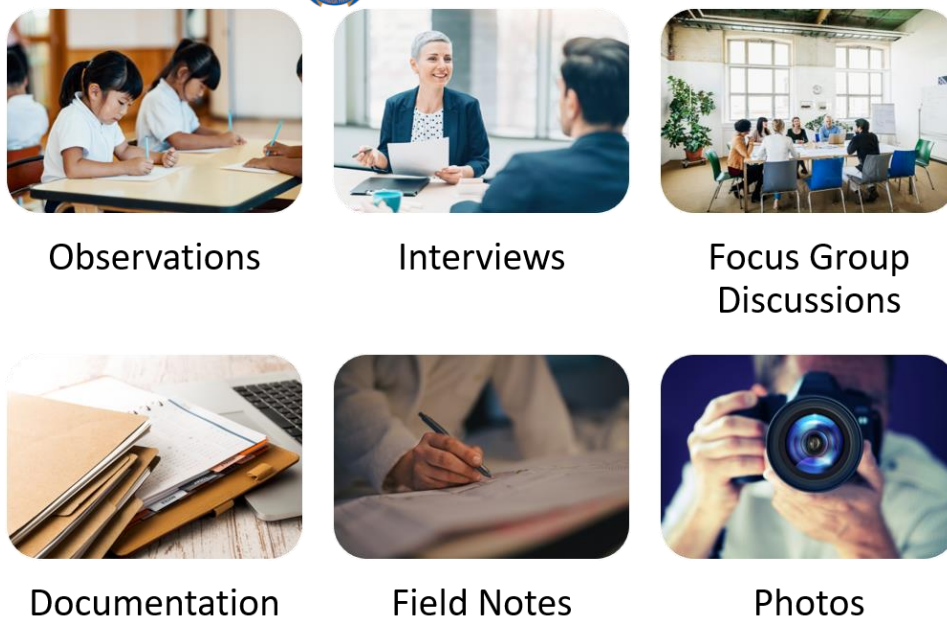 Observations
Interviews
Focus Group
Discussions
Documentation
Field Notes
Photos